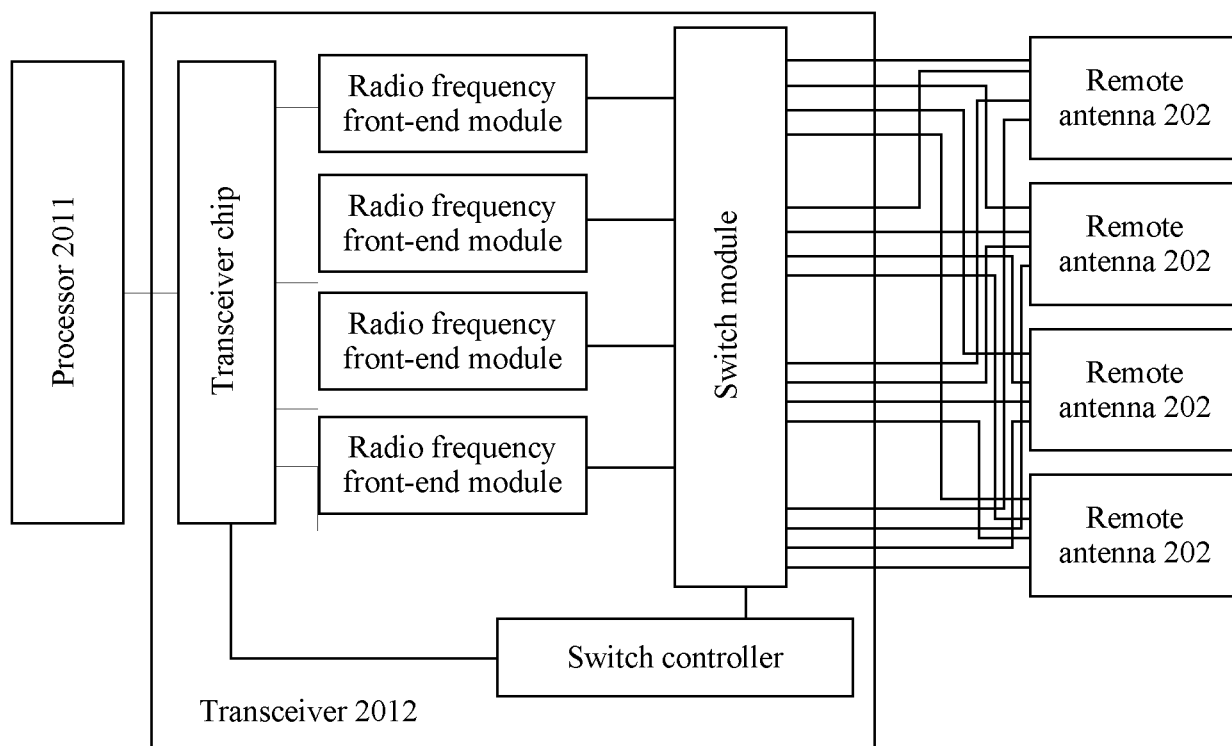 Processor 2011
Transceiver chip
Radio frequency
front-end module
Radio frequency
front-end module
Radio frequency
front-end module
Radio frequency
front-end module
Switch module
Remote
antenna 202
Remote
antenna 202
Remote
antenna 202
Remote
antenna 202
Switch controller
Transceiver 2012